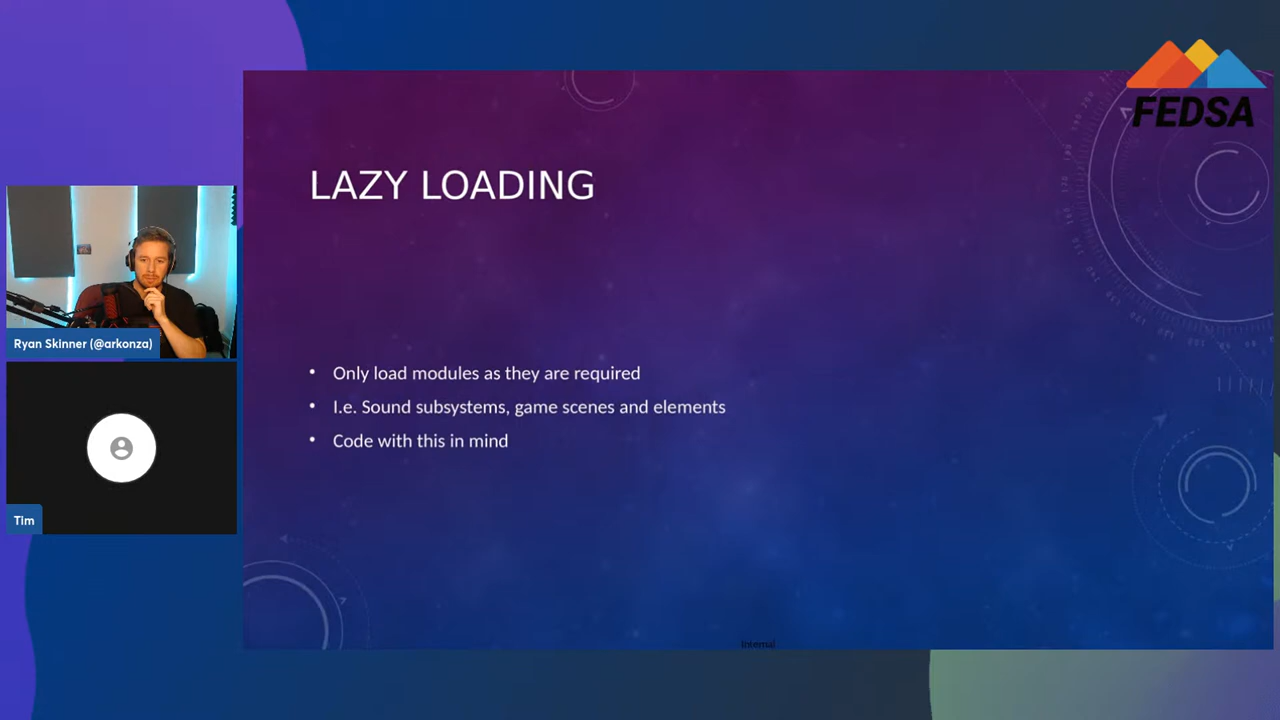 FEDSA
LAZY LOADING
Ryan Skinner (@arkonza)
• Only load modules as they are required
• I.e. Sound subsystems, game scenes and elements
• Code with this in mind
Tim
Internal